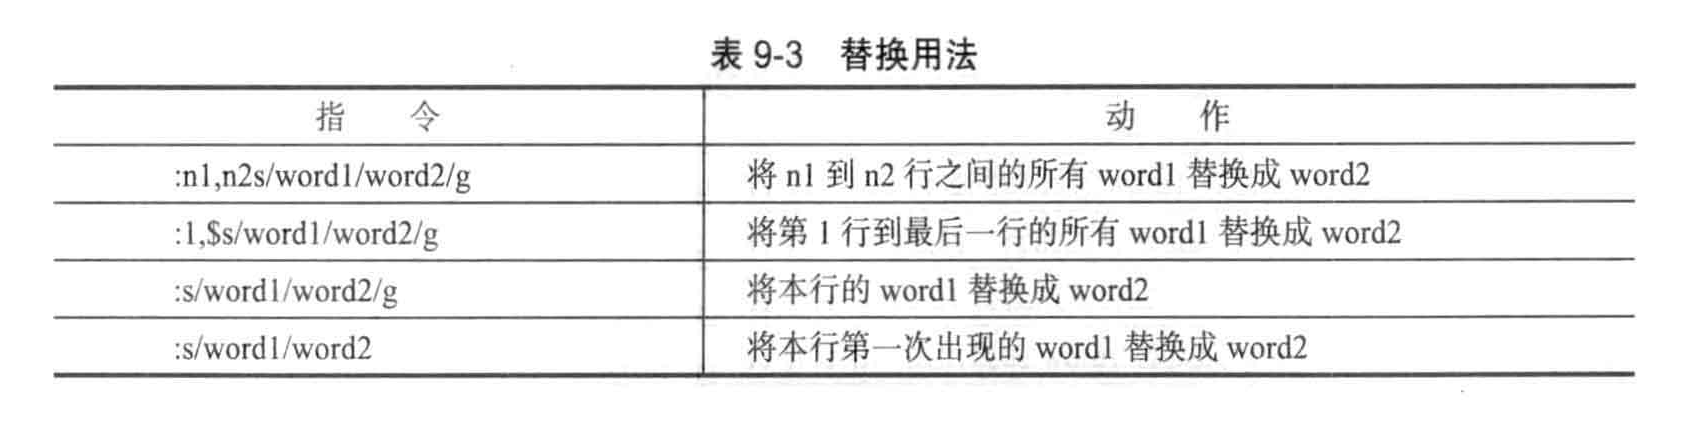 表 9-3 替换用法
指 令 动 作
:n1,n2s/word1/word2/g 将 n1 到 n2 行之间的所有 word1 替换成 word2
:1,$s/word1/word2/g 将第 1 行到最后一行的所有 word1 替换成 word2
:s/word1/word2/g 将本行的 word1 替换成 word2
:s/word1/word2 将本行第一次出现的 word1 替换成 word2